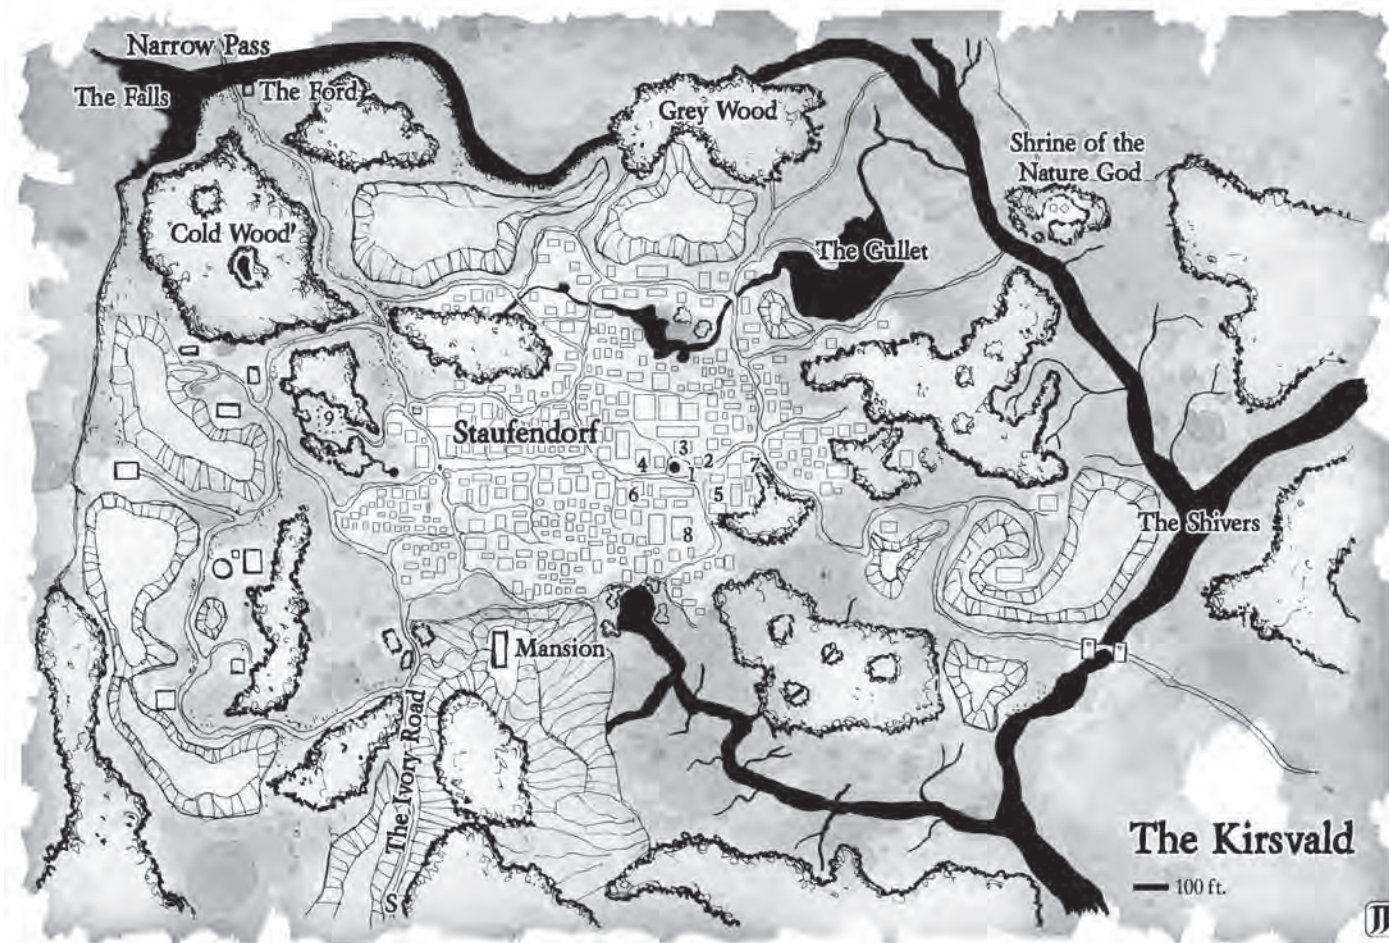 Narrow Pass
The Falls
The Ford
Grey Wood
Shrine of the
Nature God
Cold Wood
The Gullet
9
Staufendorf
3
4
2
7
1
6
5
8
The Shivers
Mansion
The Ivory Road
S
The Kirsvald
100 ft.